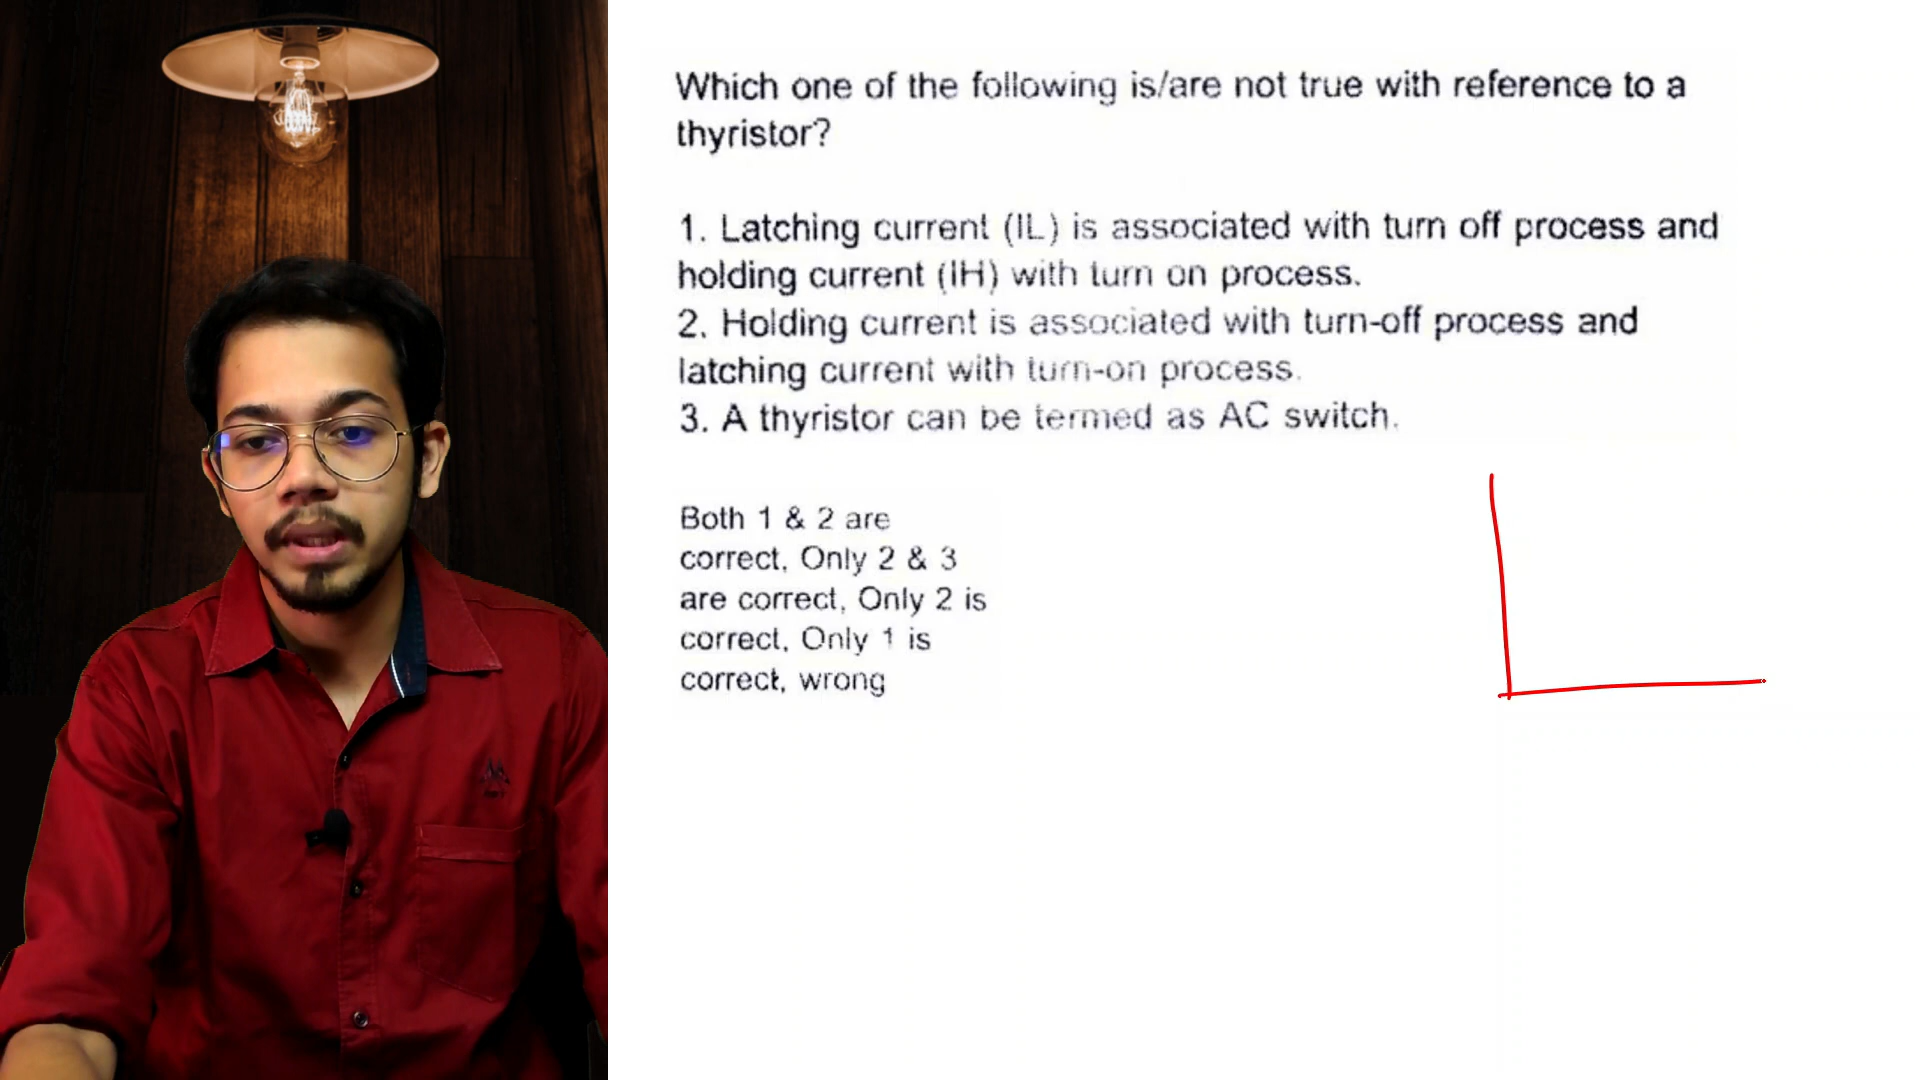 Which one of the following is/are not true with reference to a
thyristor?
1. Latching current (IL) is associated with turn off process and
holding current (IH) with turn on process.
2. Holding current is associated with turn-off process and
latching current with turn-on process.
3. A thyristor can be termed as AC switch.
Both 1 & 2 are
correct, Only 2 & 3
are correct, Only 2 is
correct, Only 1 is
correct, wrong